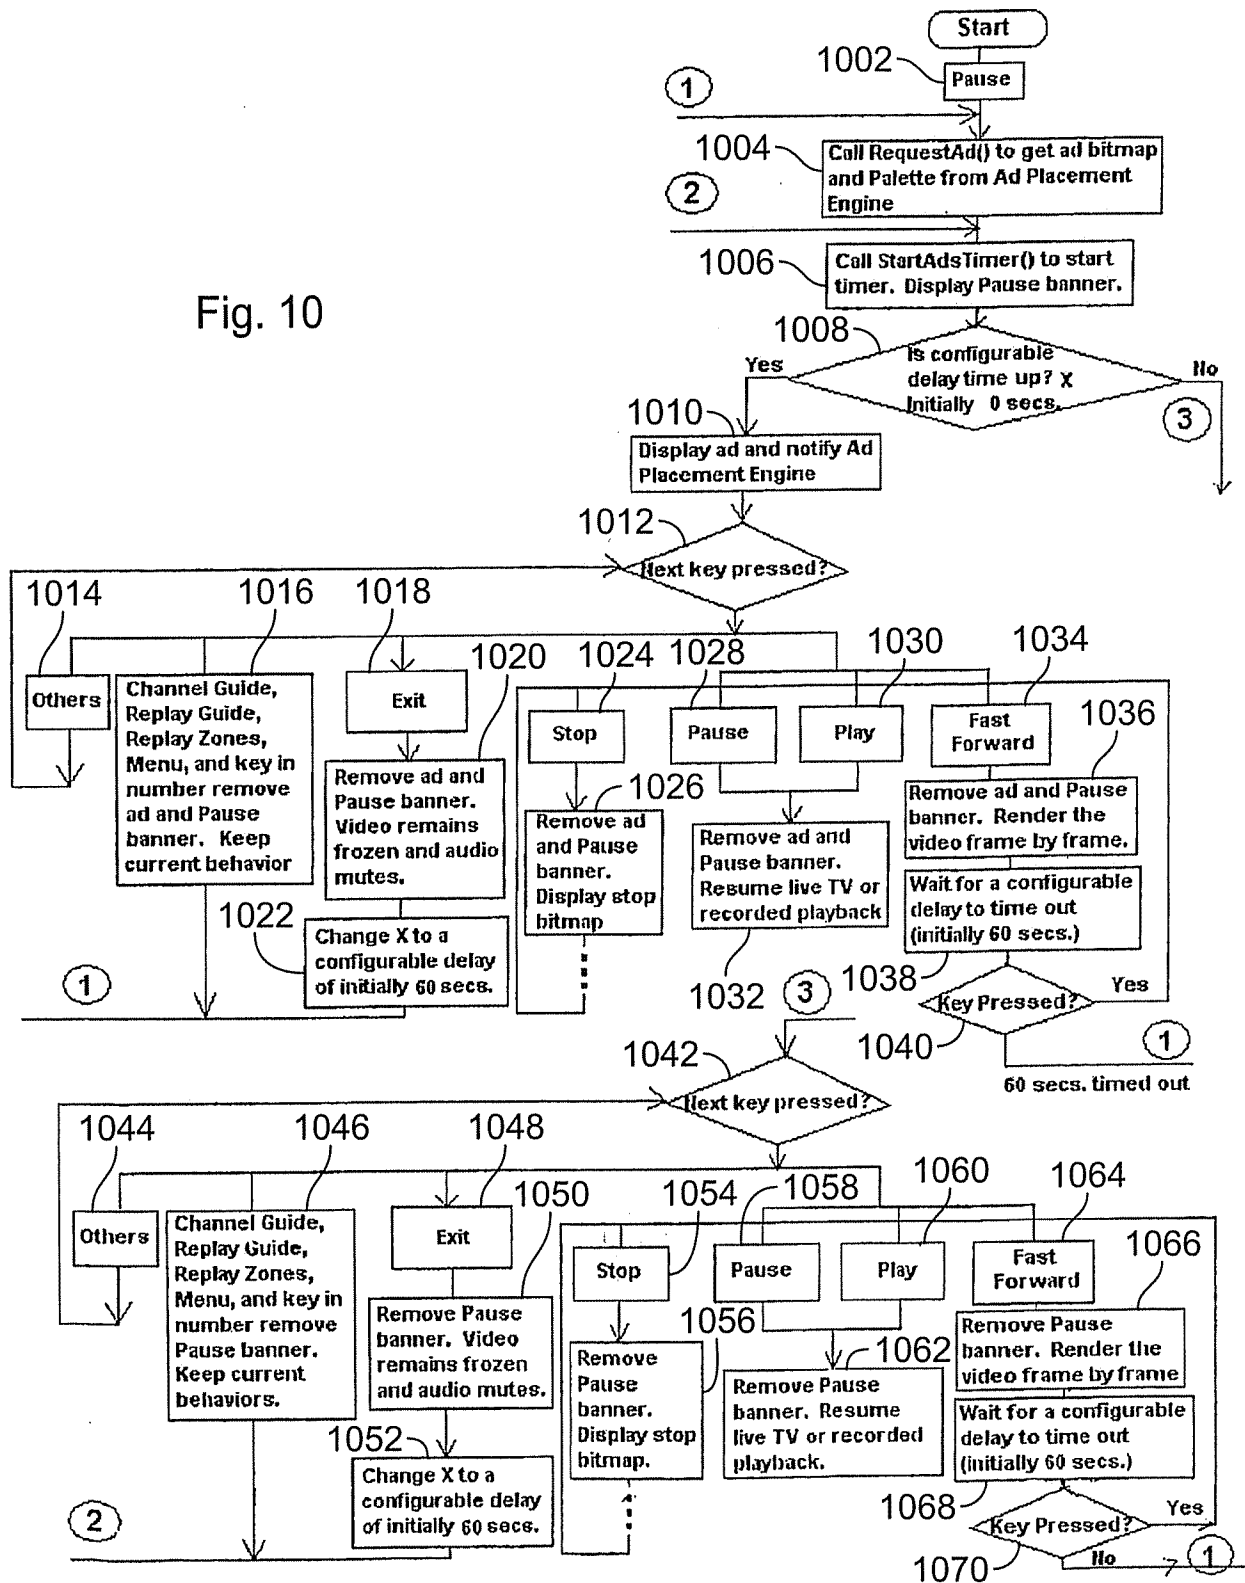 Start
1002
Pause
1
1004
Call RequestAd() to get ad bitmap
and Palette from Ad Placement
Engine
2
1006
Call StartAdsTimer() to start
timer. Display Pause banner.
Fig. 10
1008
Is configurable
delay time up? X
Initially 0 secs.
Yes
No
3
1010
Display ad and notify Ad
Placement Engine
1012
Next key pressed?
1014
Others
1016
Channel Guide,
Replay Guide,
Replay Zones,
Menu, and key in
number remove
ad and Pause
banner. Keep
current behavior
1018
Exit
1020
Remove ad and
Pause banner.
Video remains
frozen and audio
mutes.
1022
Change X to a
configurable delay
of initially 60 secs.
1
1024
Stop
1026
Remove ad
and Pause
banner.
Display stop
bitmap
1028
Pause
1030
Play
Remove ad and
Pause banner.
Resume live TV or
recorded playback
1032
1034
Fast
Forward
1036
Remove ad and Pause
banner. Render the
video frame by frame.
Wait for a configurable
delay to time out
(initially 60 secs.)
1038
Key Pressed?
Yes
1040
1
60 secs. timed out
3
1042
Next key pressed?
1044
Others
1046
Channel Guide,
Replay Guide,
Replay Zones,
Menu, and key in
number remove
Pause banner.
Keep current
behaviors.
1048
Exit
1050
Remove Pause
banner. Video
remains frozen
and audio mutes.
1052
Change X to a
configurable delay
of initially 60 secs.
2
1054
Stop
1056
Remove
Pause
banner.
Display stop
bitmap.
1058
Pause
1060
Play
1062
Remove Pause
banner. Resume
live TV or recorded
playback.
1064
Fast
Forward
1066
Remove Pause
banner. Render the
video frame by frame
Wait for a configurable
delay to time out
(initially 60 secs.)
1068
Key Pressed?
Yes
1070
No
1